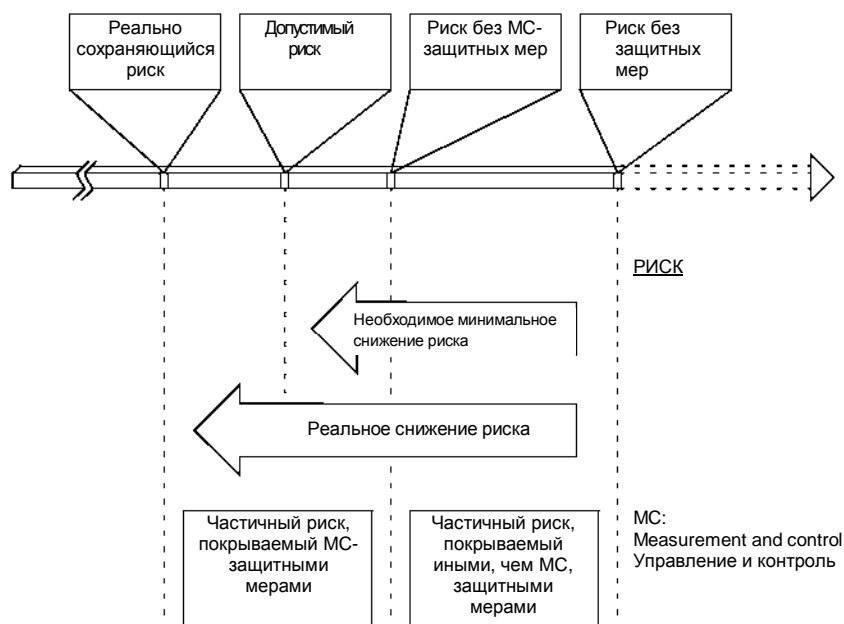 Реально
сохраняющийся
риск
Допустимый
риск
Риск без МС-
защитных мер
Риск без
защитных
мер
РИСК
Необходимое минимальное
снижение риска
Реальное снижение риска
Частичный риск,
покрываемый МС-
защитными
мерами
Частичный риск,
покрываемый
иными, чем МС,
защитными
мерами
МС:
Measurement and control
Управление и контроль